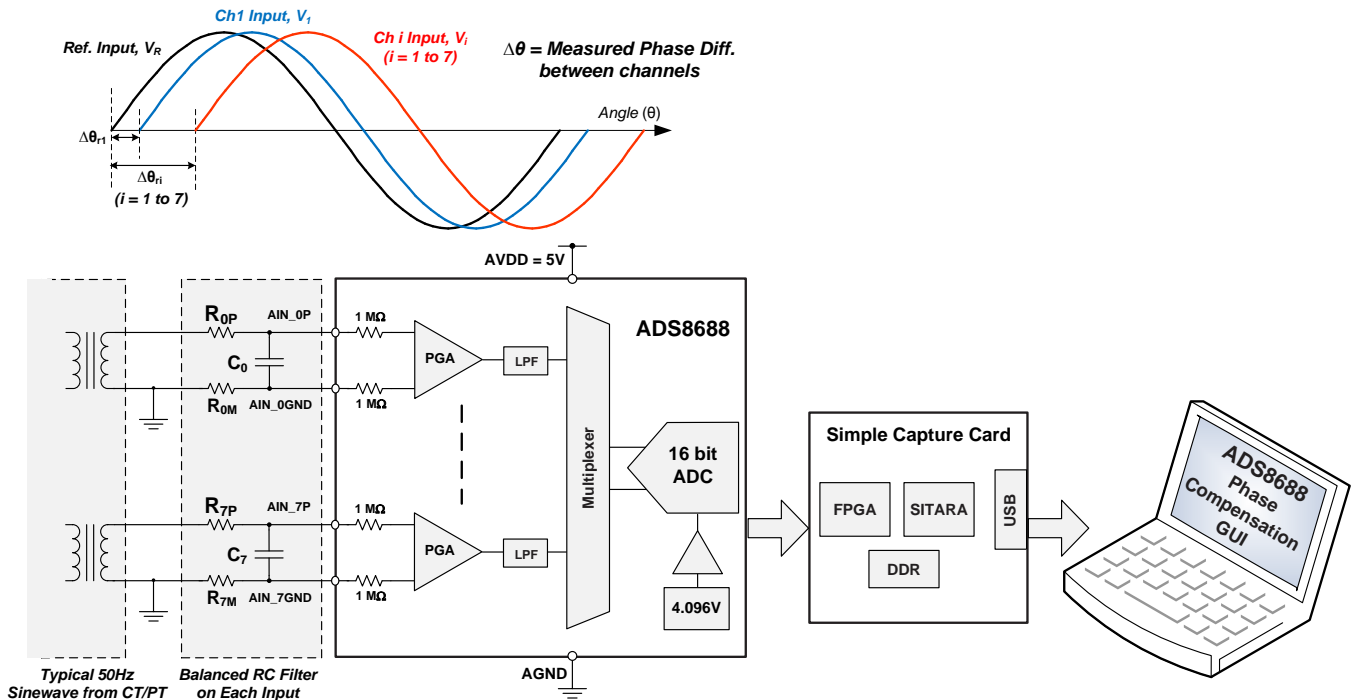 Ref. Input, VR
Ch1 Input, V1
Ch i Input, Vi
(i = 1 to 7)
Δθ = Measured Phase Diff.
between channels
Angle (θ)
Δθr1
Δθri
(i = 1 to 7)
AVDD = 5V
R0P
AIN_0P
1 MΩ
C0
PGA
LPF
ADS8688
R0M
AIN_0GND
1 MΩ
Multiplexer
16 bit
ADC
R7P
AIN_7P
1 MΩ
C7
PGA
LPF
R7M
AIN_7GND
1 MΩ
4.096V
AGND
Typical 50Hz
Sinewave from CT/PT
Balanced RC Filter
on Each Input
Simple Capture Card
FPGA
SITARA
USB
DDR
ADS8688
Phase
Compensation
GUI